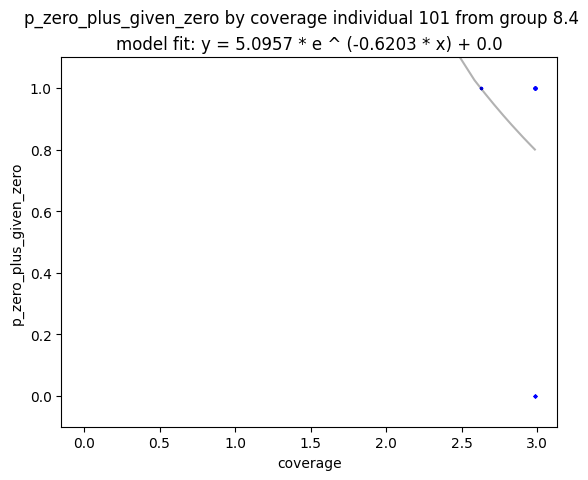 p_zero_plus_given_zero by coverage individual 101 from group 8.4
model fit: y = 5.0957 * e ^ (-0.6203 * x) + 0.0
1.0
0.8
0.6
0.4
0.2
0.0
p_zero_plus_given_zero
0.0 0.5 1.0 1.5 2.0 2.5 3.0
coverage